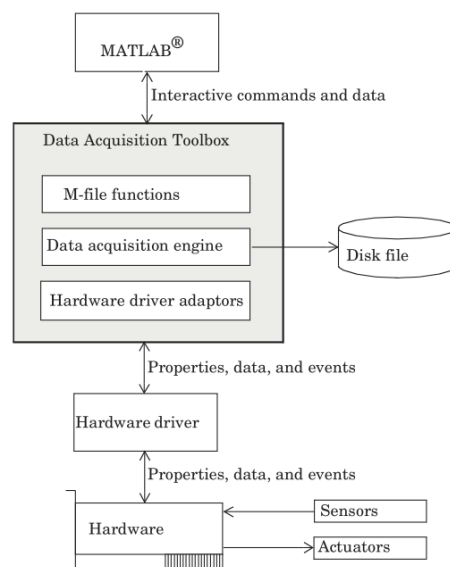 MATLAB®
Interactive commands and data
Data Acquisition Toolbox
M-file functions
Data acquisition engine
Disk file
Hardware driver adaptors
Properties, data, and events
Hardware driver
Properties, data, and events
Sensors
Hardware
Actuators